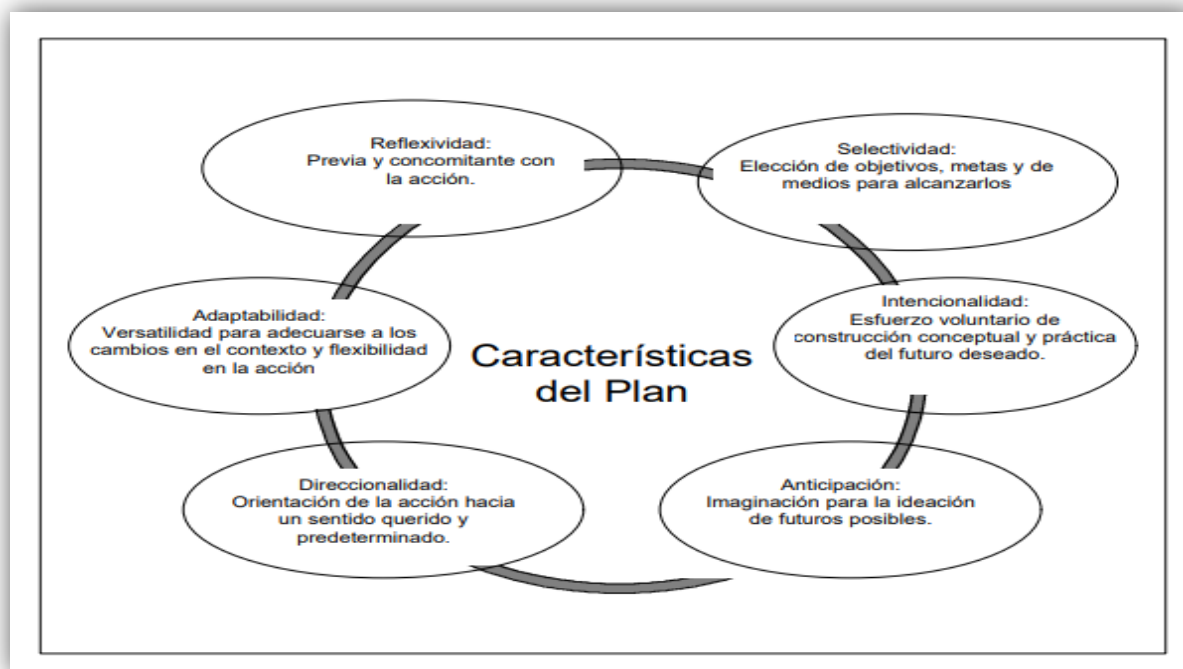 Reflexividad:
Previa y concomitante con
la acción.
Selectividad:
Elección de objetivos, metas y de
medios para alcanzarlos
Adaptabilidad:
Versatilidad para adecuarse a los
cambios en el contexto y flexibilidad
en la acción
Intencionalidad:
Esfuerzo voluntario de
construcción conceptual y práctica
del futuro deseado.
Características
del Plan
Direccionalidad:
Orientación de la acción hacia
un sentido querido y
predeterminado.
Anticipación:
Imaginación para la ideación
de futuros posibles.